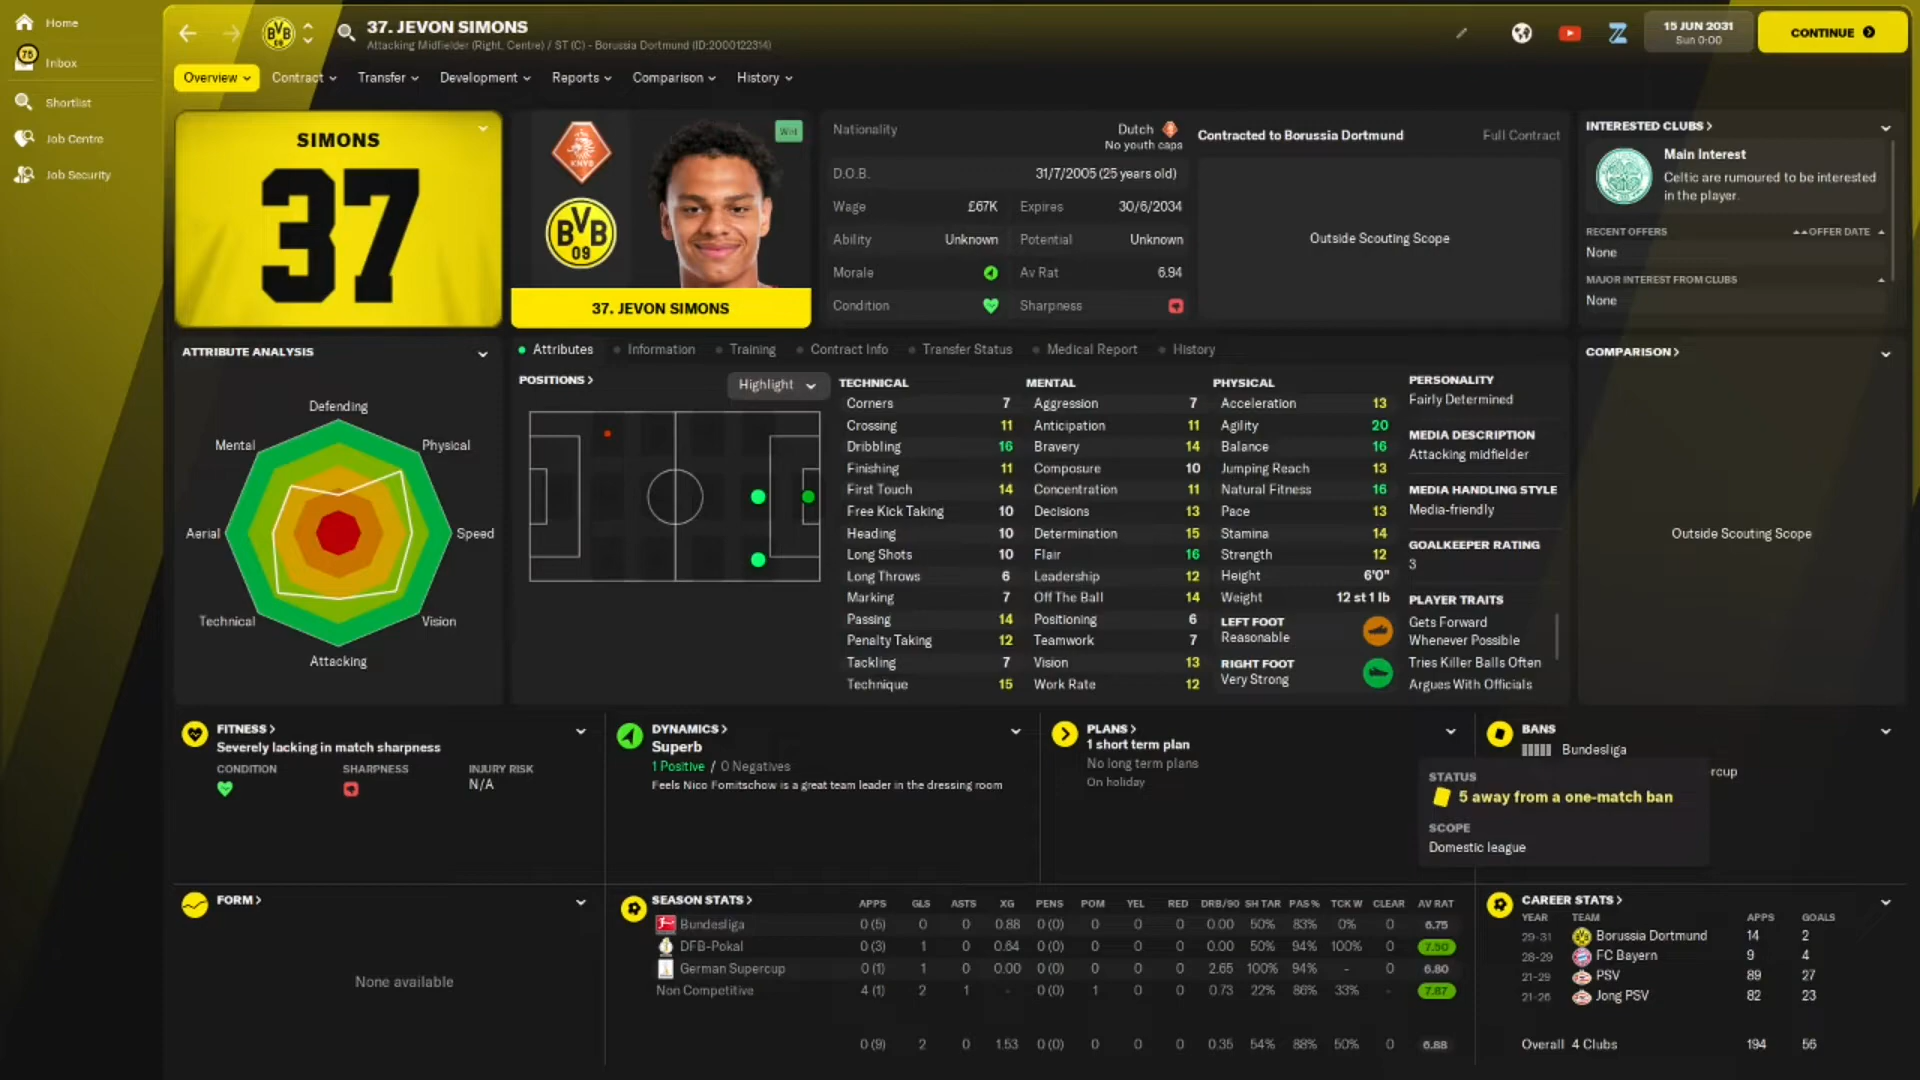 Home
75
Inbox
Shortlist
Job Centre
Job Security
37. JEVON SIMONS
Attacking Midfielder (Right, Centre) / ST (C) - Borussia Dortmund (ID:2000122314)
15 JUN 2031
Sun 0:00
CONTINUE
Overview
Contract
Transfer
Development
Reports
Comparison
History
SIMONS
37
KNVB
BVB
09
Wnt
37. JEVON SIMONS
Nationality
Dutch
No youth caps
D.O.B.
31/7/2005 (25 years old)
Wage £67K Expires 30/6/2034
Ability Unknown Potential Unknown
Morale Av Rat 6.94
Condition Sharpness
Contracted to Borussia Dortmund Full Contract
Outside Scouting Scope
INTERESTED CLUBS
Main Interest
Celtic are rumoured to be interested
in the player.
RECENT OFFERS OFFER DATE
None
MAJOR INTEREST FROM CLUBS
None
ATTRIBUTE ANALYSIS
Defending
Mental Physical
Aerial Speed
Technical Vision
Attacking
Attributes Information Training Contract Info Transfer Status Medical Report History
POSITIONS
Highlight
TECHNICAL
Corners 7
Crossing 11
Dribbling 16
Finishing 11
First Touch 14
Free Kick Taking 10
Heading 10
Long Shots 10
Long Throws 6
Marking 7
Passing 14
Penalty Taking 12
Tackling 7
Technique 15
MENTAL
Aggression 7
Anticipation 11
Bravery 14
Composure 10
Concentration 11
Decisions 13
Determination 15
Flair 16
Leadership 12
Off The Ball 14
Positioning 6
Teamwork 7
Vision 13
Work Rate 12
PHYSICAL
Acceleration 13
Agility 20
Balance 16
Jumping Reach 13
Natural Fitness 16
Pace 13
Stamina 14
Strength 12
Height 6'0"
Weight 12 st 1 lb
LEFT FOOT
Reasonable
RIGHT FOOT
Very Strong
PERSONALITY
Fairly Determined
MEDIA DESCRIPTION
Attacking midfielder
MEDIA HANDLING STYLE
Media-friendly
GOALKEEPER RATING
3
PLAYER TRAITS
Gets Forward
Whenever Possible
Tries Killer Balls Often
Argues With Officials
COMPARISON
Outside Scouting Scope
FITNESS
Severely lacking in match sharpness
CONDITION SHARPNESS INJURY RISK
N/A
DYNAMICS
Superb
1 Positive / 0 Negatives
Feels Nico Fomitschow is a great team leader in the dressing room
PLANS
1 short term plan
No long term plans
On holiday
BANS
Bundesliga
rcup
STATUS
5 away from a one-match ban
SCOPE
Domestic league
FORM
None available
SEASON STATS APPS GLS ASTS XG PENS POM YEL RED DRB/90 SH TAR PAS % TCK W CLEAR AV RAT
Bundesliga 0 (5) 0 0 0.88 0 (0) 0 0 0 0.00 50% 83% 0% 0 6.75
DFB-Pokal 0 (3) 1 0 0.64 0 (0) 0 0 0 0.00 50% 94% 100% 0 7.50
German Supercup 0 (1) 1 0 0.00 0 (0) 0 0 0 2.65 100% 94% - 0 6.80
Non Competitive 4 (1) 2 1 - 0 (0) 1 0 0 0.73 22% 86% 33% - 7.87
0 (9) 2 0 1.53 0 (0) 0 0 0 0.35 54% 88% 50% 0 6.88
CAREER STATS
YEAR TEAM APPS GOALS
29-31 Borussia Dortmund 14 2
28-29 FC Bayern 9 4
21-29 PSV 89 27
21-26 Jong PSV 82 23
Overall 4 Clubs 194 56